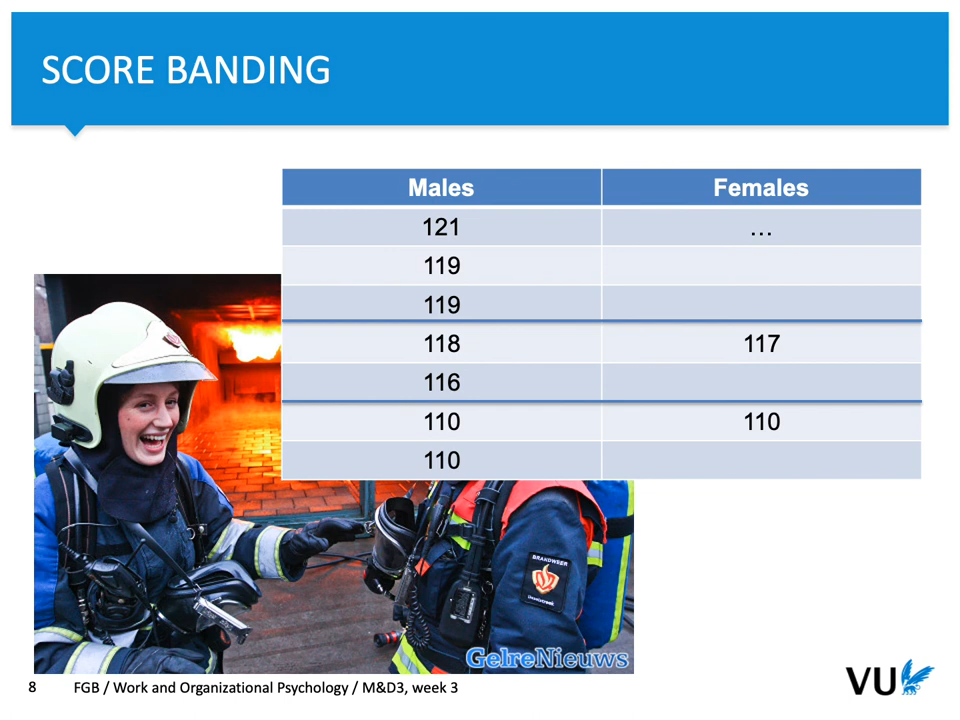 SCORE BANDING
Males Females
121 …
119
119
118 117
116
110 110
110
BRANDWEER
GelreNieuws
8 FGB / Work and Organizational Psychology / M&D3, week 3
VU